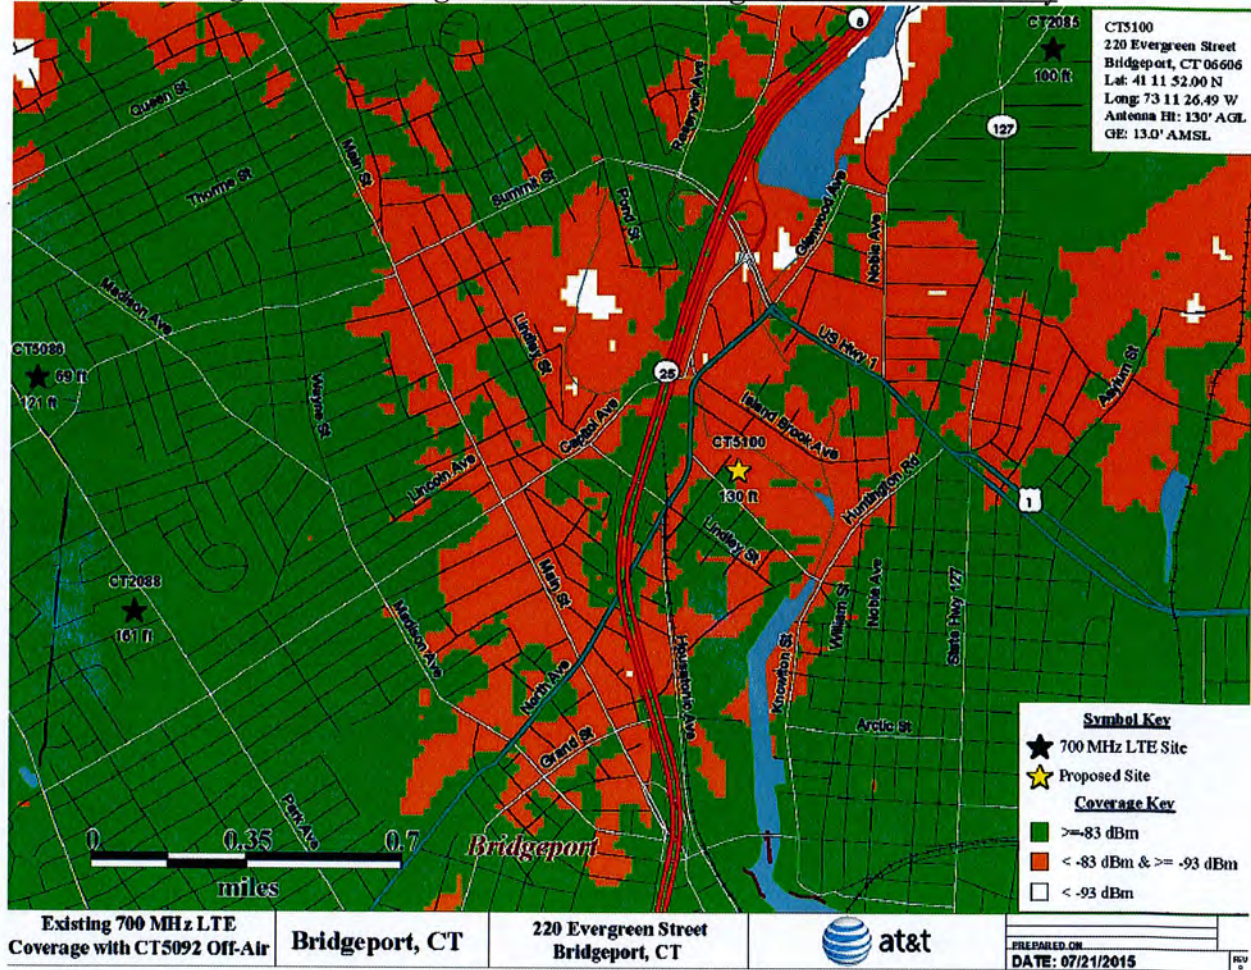 CT5100
220 Evergreen Street
Bridgeport, CT 06606
Lat: 41 11 52.00 N
Long: 73 11 26.49 W
Antenna Ht: 130' AGL
GE: 13.0' AMSL
CT2085
100 ft
8
127
Queen St
Main St
Reservoir Ave
Thorme St
Summit St
Pond St
Glenwood Ave
Noble Ave
Madison Ave
Lindley St
US Hwy 1
CT5086
69 ft
121 ft
Wayne St
25
Asylum St
Capitol Ave
Island Brook Ave
CT5100
130 ft
Lincoln Ave
Huntington Rd
1
Lindley St
CT2088
161 ft
Main St
Madison Ave
William St
Noble Ave
State Hwy 127
Housatonic Ave
Knowlton St
North Ave
Grand St
Arctic St
Park Ave
Bridgeport
0 0.35 0.7
miles
Symbol Key
700 MHz LTE Site
Proposed Site
Coverage Key
>=-83 dBm
< -83 dBm & >= -93 dBm
< -93 dBm
Existing 700 MHz LTE
Coverage with CT5092 Off-Air
Bridgeport, CT
220 Evergreen Street
Bridgeport, CT
at&t
PREPARED ON
DATE: 07/21/2015
REV